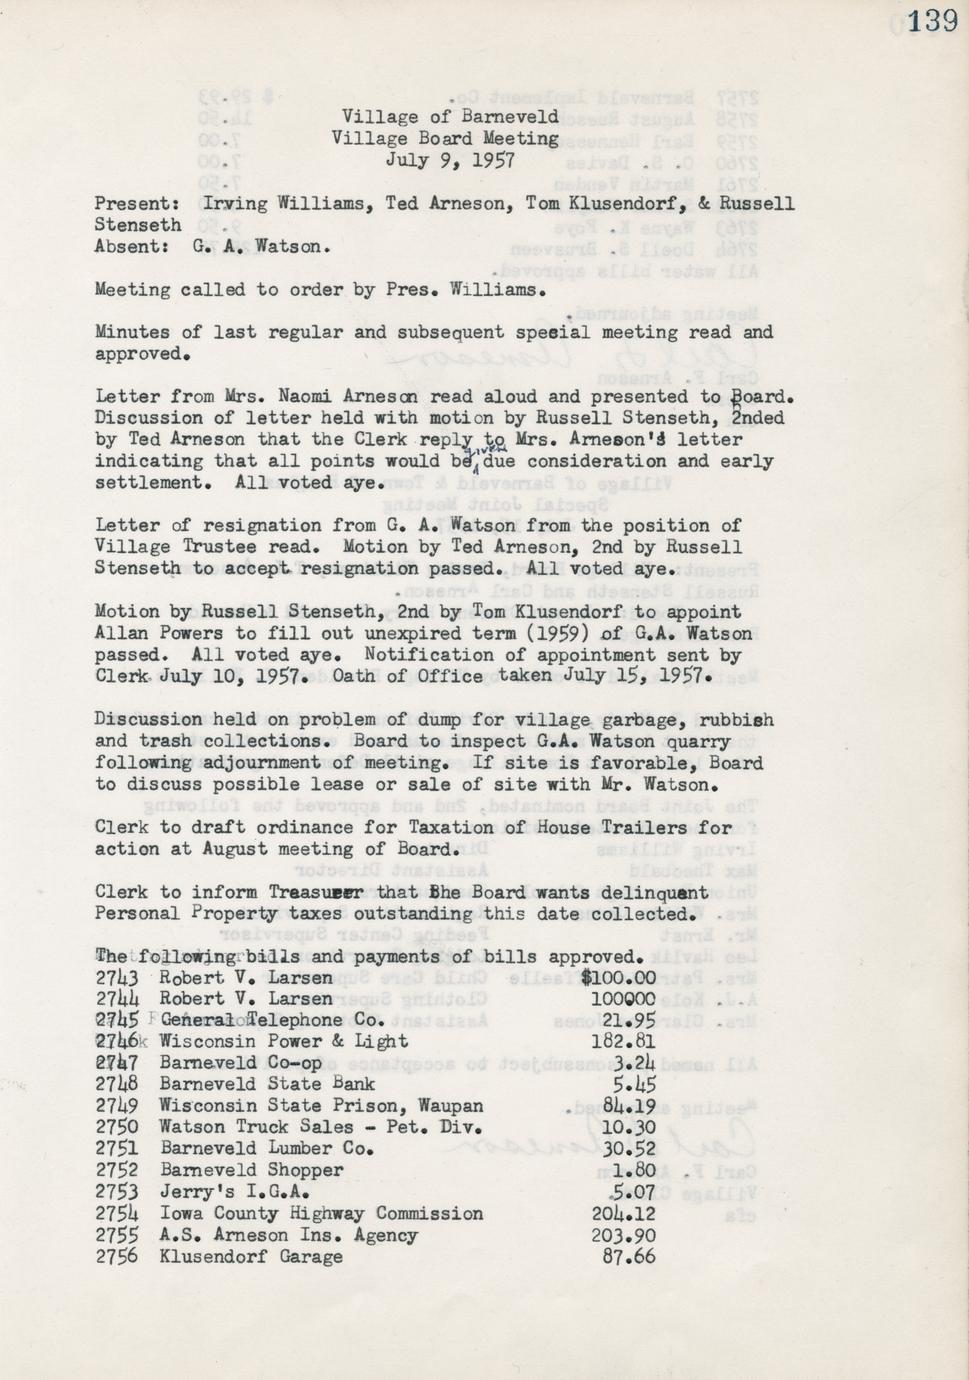 139
Village of Barneveld
Village Board Meeting
July 9, 1957
Present:  Irving Williams, Ted Arneson, Tom Klusendorf, & Russell
Stenseth
Absent:  G. A. Watson.
Meeting called to order by Pres. Williams.
Minutes of last regular and subsequent special meeting read and
approved.
Letter from Mrs. Naomi Arneson read aloud and presented to Board.
Discussion of letter held with motion by Russell Stenseth, 2nded
by Ted Arneson that the Clerk reply to Mrs. Arneson's letter
indicating that all points would be given due consideration and early
settlement.  All voted aye.
Letter of resignation from G. A. Watson from the position of
Village Trustee read.  Motion by Ted Arneson, 2nd by Russell
Stenseth to accept resignation passed.  All voted aye.
Motion by Russell Stenseth, 2nd by Tom Klusendorf to appoint
Allan Powers to fill out unexpired term (1959) of G.A. Watson
passed.  All voted aye.  Notification of appointment sent by
Clerk July 10, 1957.  Oath of Office taken July 15, 1957.
Discussion held on problem of dump for village garbage, rubbish
and trash collections.  Board to inspect G.A. Watson quarry
following adjournment of meeting.  If site is favorable, Board
to discuss possible lease or sale of site with Mr. Watson.
Clerk to draft ordinance for Taxation of House Trailers for
action at August meeting of Board.
Clerk to inform Treasurer that the Board wants delinquent
Personal Property taxes outstanding this date collected.
The following bills and payments of bills approved.
2743  Robert V. Larsen  $100.00
2744  Robert V. Larsen  100000
2745  General Telephone Co.  21.95
2746  Wisconsin Power & Light  182.81
2747  Barneveld Co-op  3.24
2748  Barneveld State Bank  5.45
2749  Wisconsin State Prison, Waupan  84.19
2750  Watson Truck Sales - Pet. Div.  10.30
2751  Barneveld Lumber Co.  30.52
2752  Barneveld Shopper  1.80
2753  Jerry's I.G.A.  5.07
2754  Iowa County Highway Commission  204.12
2755  A.S. Arneson Ins. Agency  203.90
2756  Klusendorf Garage  87.66